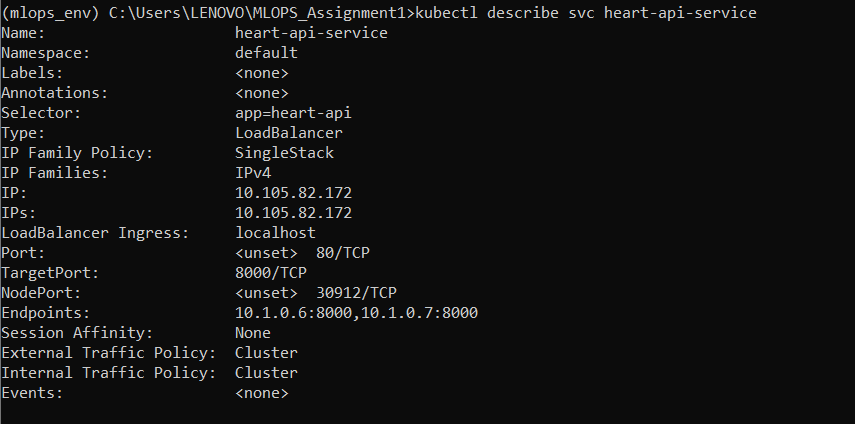 (mlops_env) C:\Users\LENOVO\MLOPS_Assignment1>kubectl describe svc heart-api-service
Name:                     heart-api-service
Namespace:                default
Labels:                   <none>
Annotations:              <none>
Selector:                 app=heart-api
Type:                     LoadBalancer
IP Family Policy:         SingleStack
IP Families:              IPv4
IP:                       10.105.82.172
IPs:                      10.105.82.172
LoadBalancer Ingress:     localhost
Port:                     <unset>  80/TCP
TargetPort:               8000/TCP
NodePort:                 <unset>  30912/TCP
Endpoints:                10.1.0.6:8000,10.1.0.7:8000
Session Affinity:         None
External Traffic Policy:  Cluster
Internal Traffic Policy:  Cluster
Events:                   <none>